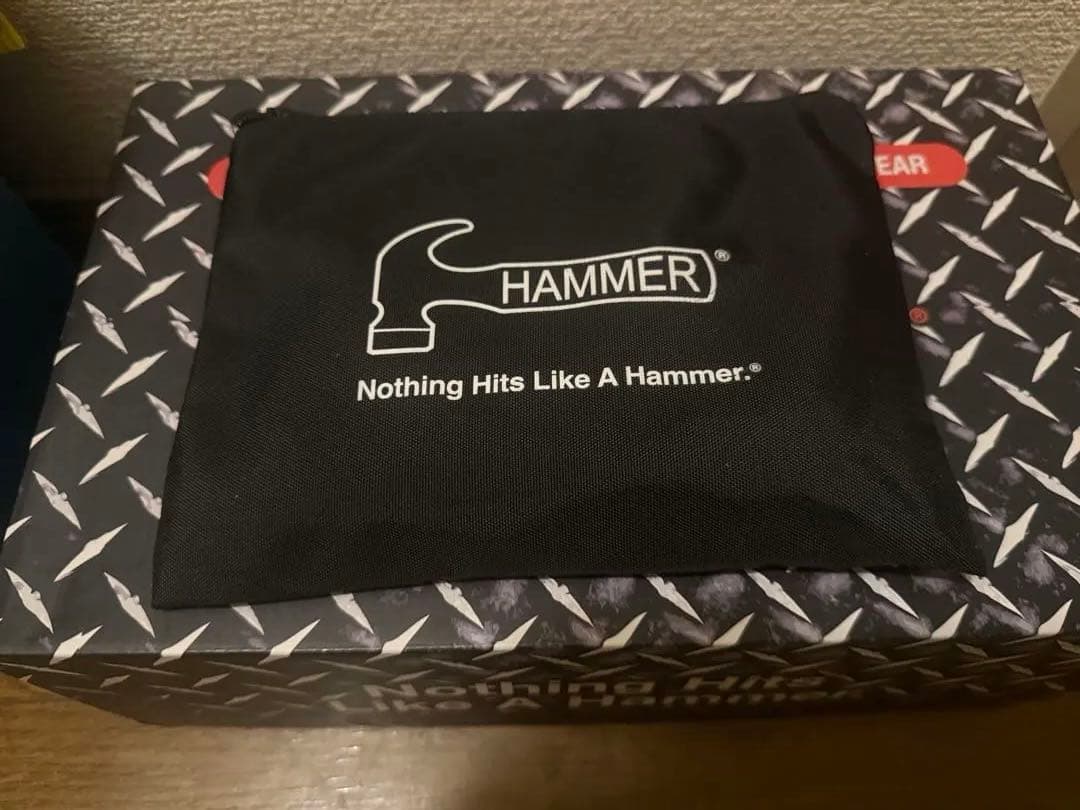 EAR
HAMMER®
®
Nothing Hits Like A Hammer.®
Nothing Hits
Like A Hammer